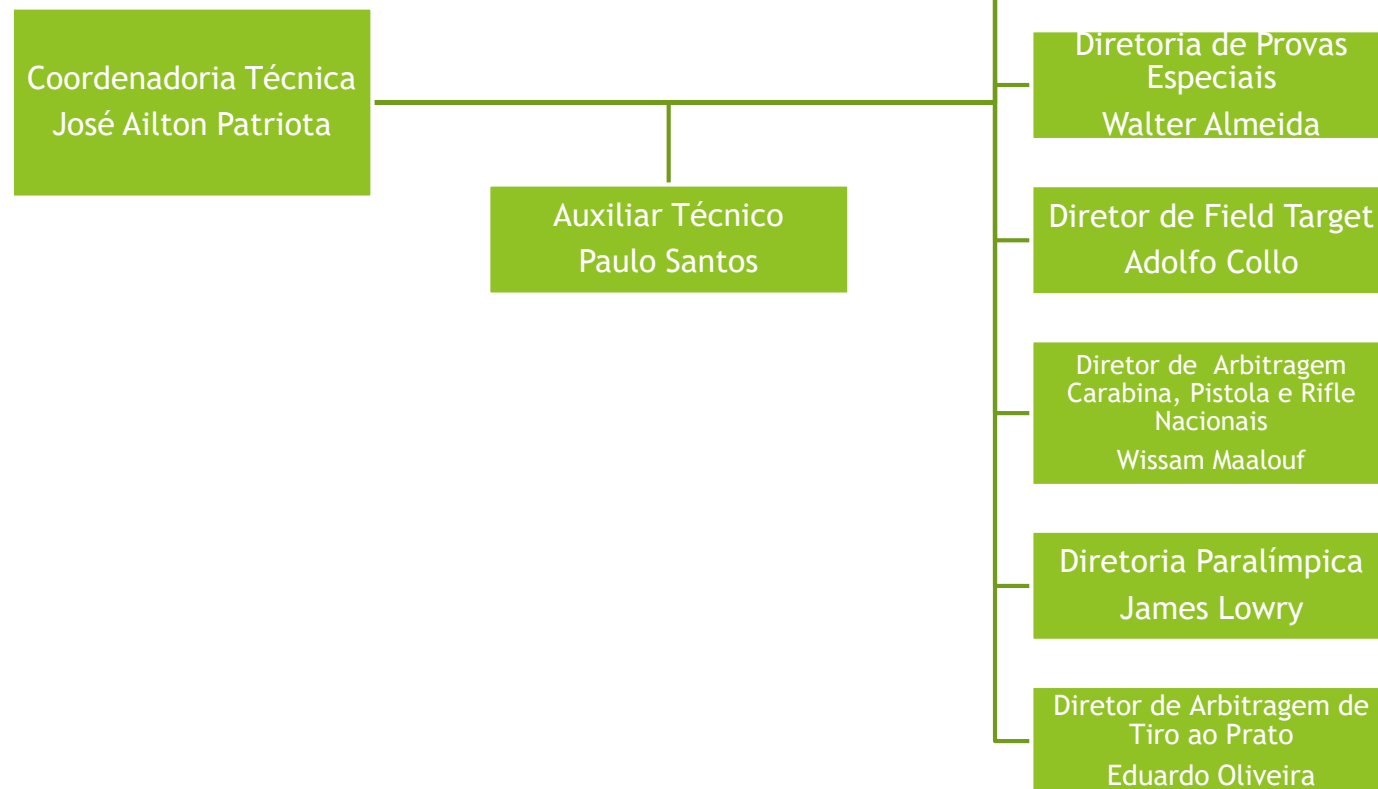 Coordenadoria Técnica
José Ailton Patriota
Auxiliar Técnico
Paulo Santos
Diretoria de Provas
Especiais
Walter Almeida
Diretor de Field Target
Adolfo Collo
Diretor de Arbitragem
Carabina, Pistola e Rifle
Nacionais
Wissam Maalouf
Diretoria Paralímpica
James Lowry
Diretor de Arbitragem de
Tiro ao Prato
Eduardo Oliveira